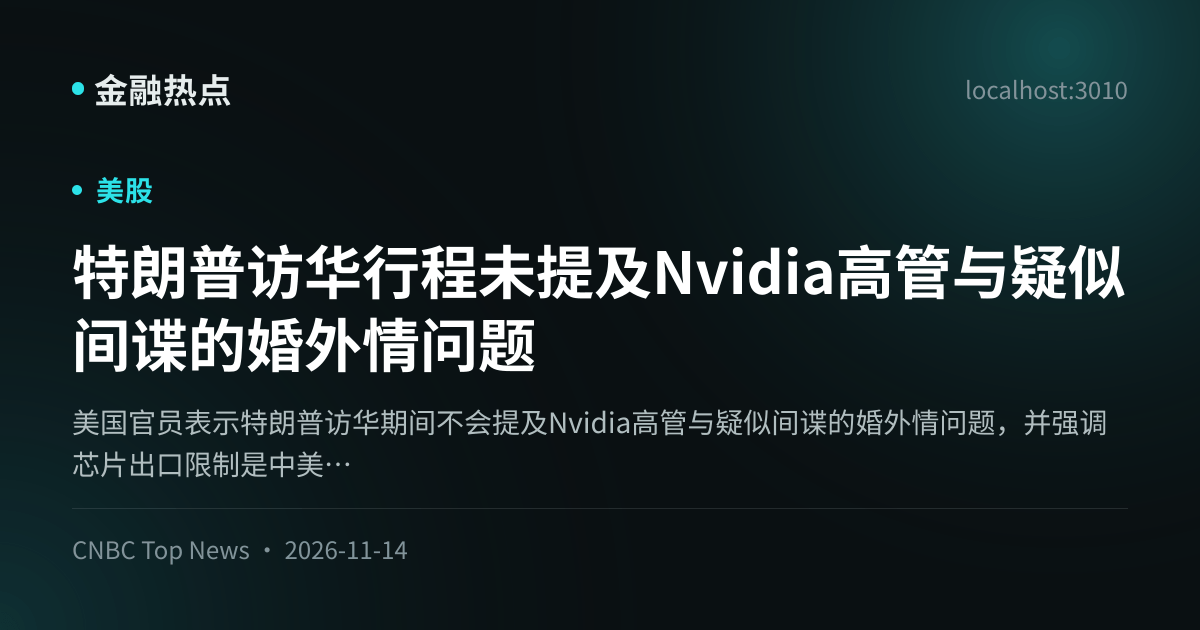 金融热点
localhost:3010
美股
特朗普访华行程未提及Nvidia高管与疑似
间谍的婚外情问题
美国官员表示特朗普访华期间不会提及Nvidia高管与疑似间谍的婚外情问题，并强调
芯片出口限制是中美…
CNBC Top News • 2026-11-14